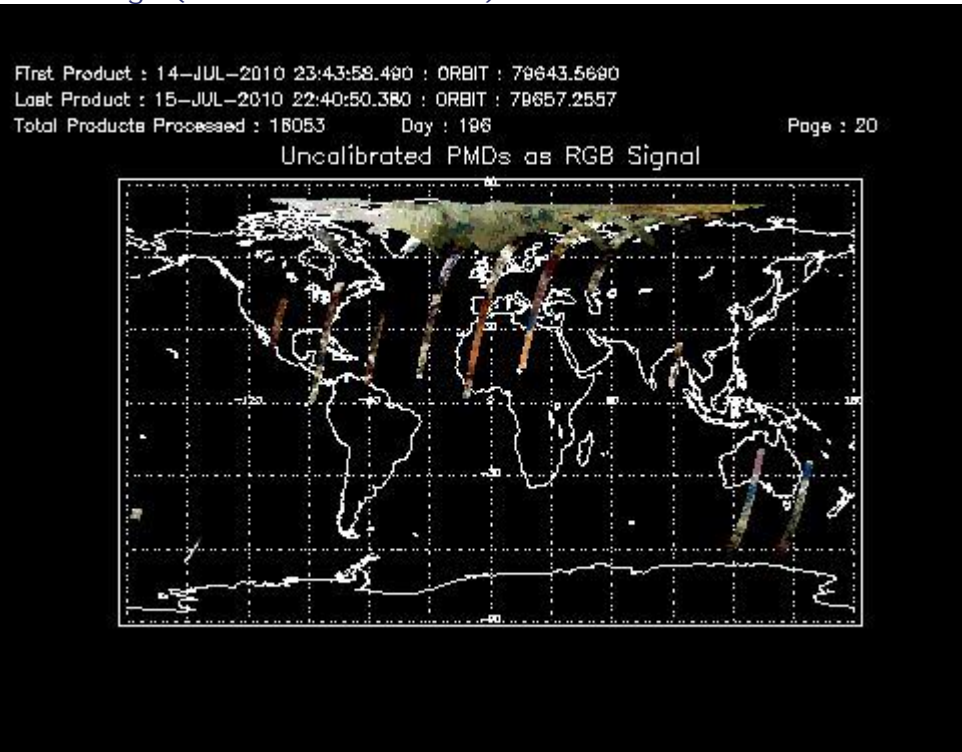 First Product : 14-JUL-2010 23:43:58.490 : ORBIT : 79643.5690
Last Product : 15-JUL-2010 22:40:50.380 : ORBIT : 79657.2557
Total Products Processed : 16053 Day : 196 Page : 20
Uncalibrated PMDs as RGB Signal